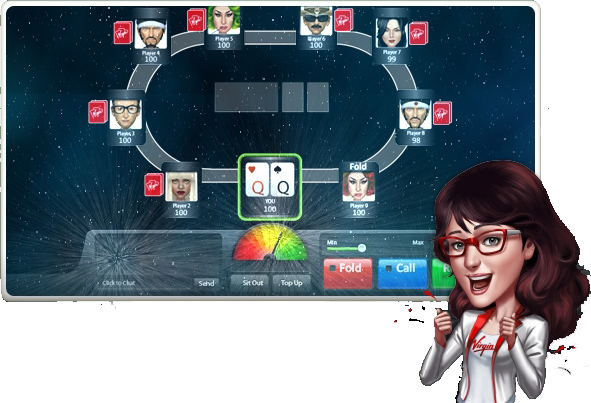 Player 4
100
Player 5
100
Player 6
100
Player 7
99
Player 3
100
Player 8
98
Player 2
100
Q
Q
YOU
100
Fold
Player 9
100
Min
Max
Fold
Call
Click to Chat
Send
Sit Out
Top Up
Virgin